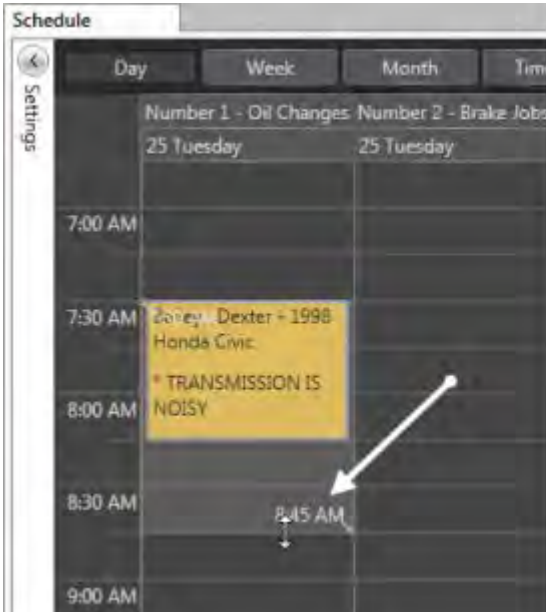 Schedule
Settings
Day Week Month
Number 1 - Oil Changes Number 2 - Brake Jobs
25 Tuesday 25 Tuesday
7:00 AM
7:30 AM Dexter - 1998
Honda Civic
* TRANSMISSION IS
8:00 AM NOISY
8:30 AM
8:45 AM
9:00 AM